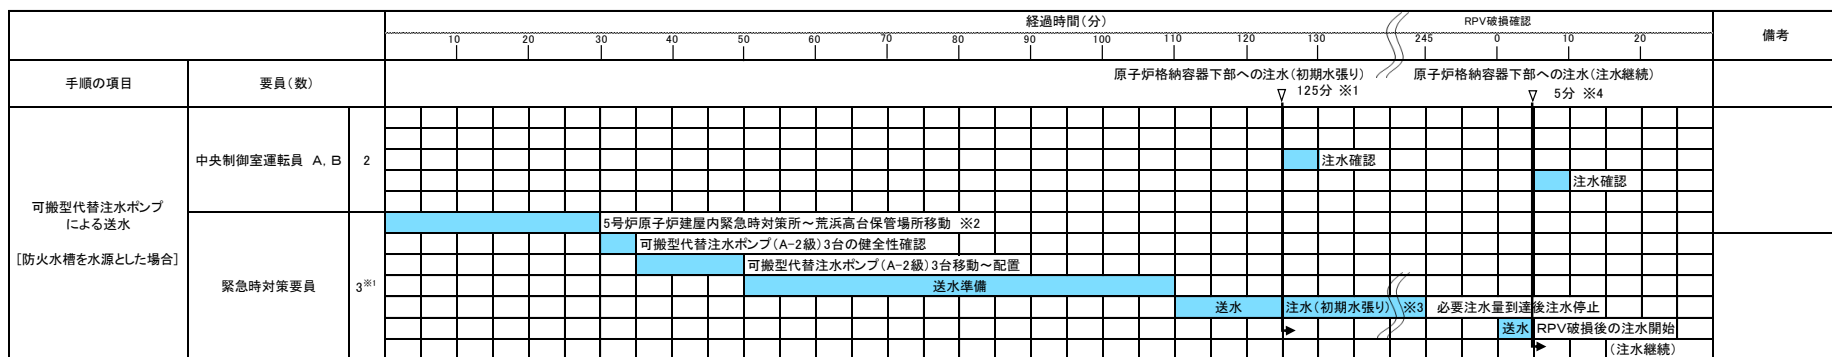 経過時間(分)
RPV破損確認
備考
10 20 30 40 50 60 70 80 90 100 110 120 130 245 0 10 20
手順の項目
要員(数)
原子炉格納容器下部への注水(初期水張り)
原子炉格納容器下部への注水(注水継続)
125分 ※1
5分 ※4
中央制御室運転員 A, B
2
注水確認
注水確認
可搬型代替注水ポンプ
による送水
[防火水槽を水源とした場合]
緊急時対策要員
3※1
5号炉原子炉建屋内緊急時対策所~荒浜高台保管場所移動 ※2
可搬型代替注水ポンプ(A-2級)3台の健全性確認
可搬型代替注水ポンプ(A-2級)3台移動~配置
送水準備
送水
注水(初期水張り) ※3
必要注水量到達後注水停止
送水
RPV破損後の注水開始
(注水継続)